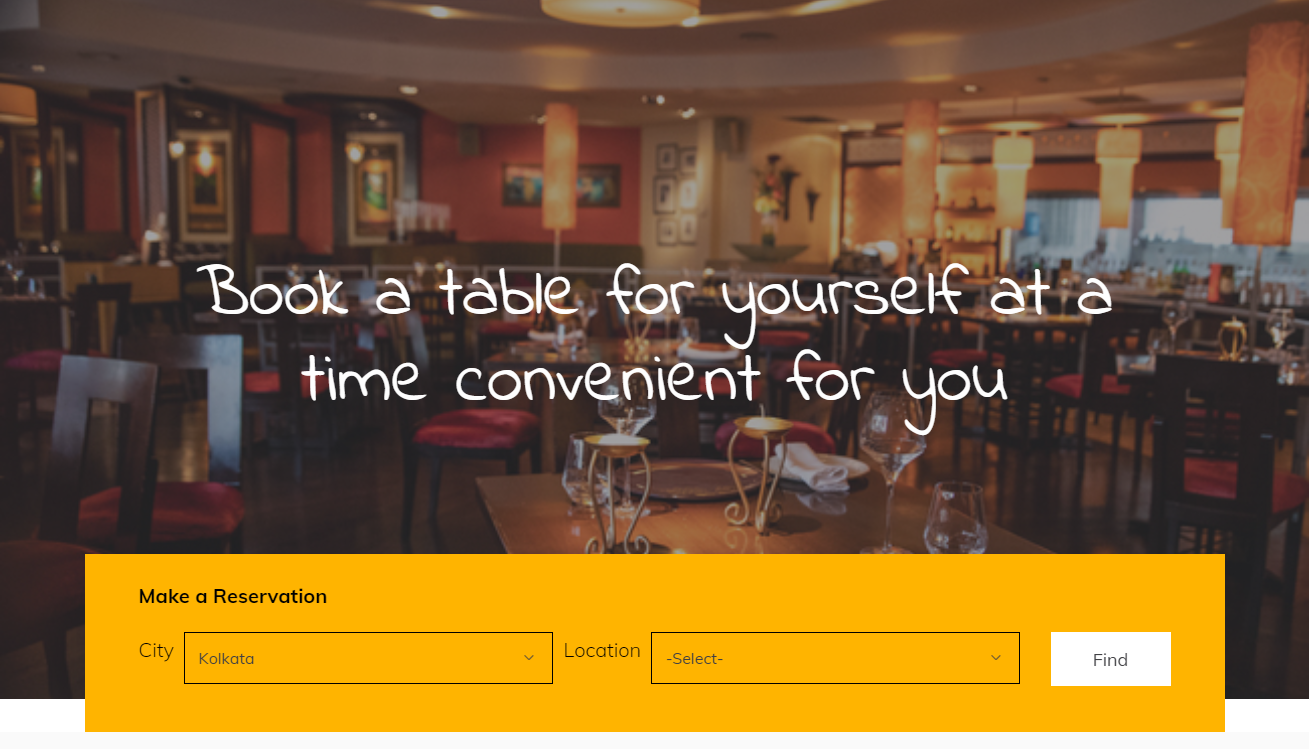 Book a table for yourself at a
time convenient for you
Make a Reservation
City Kolkata Location -Select- Find